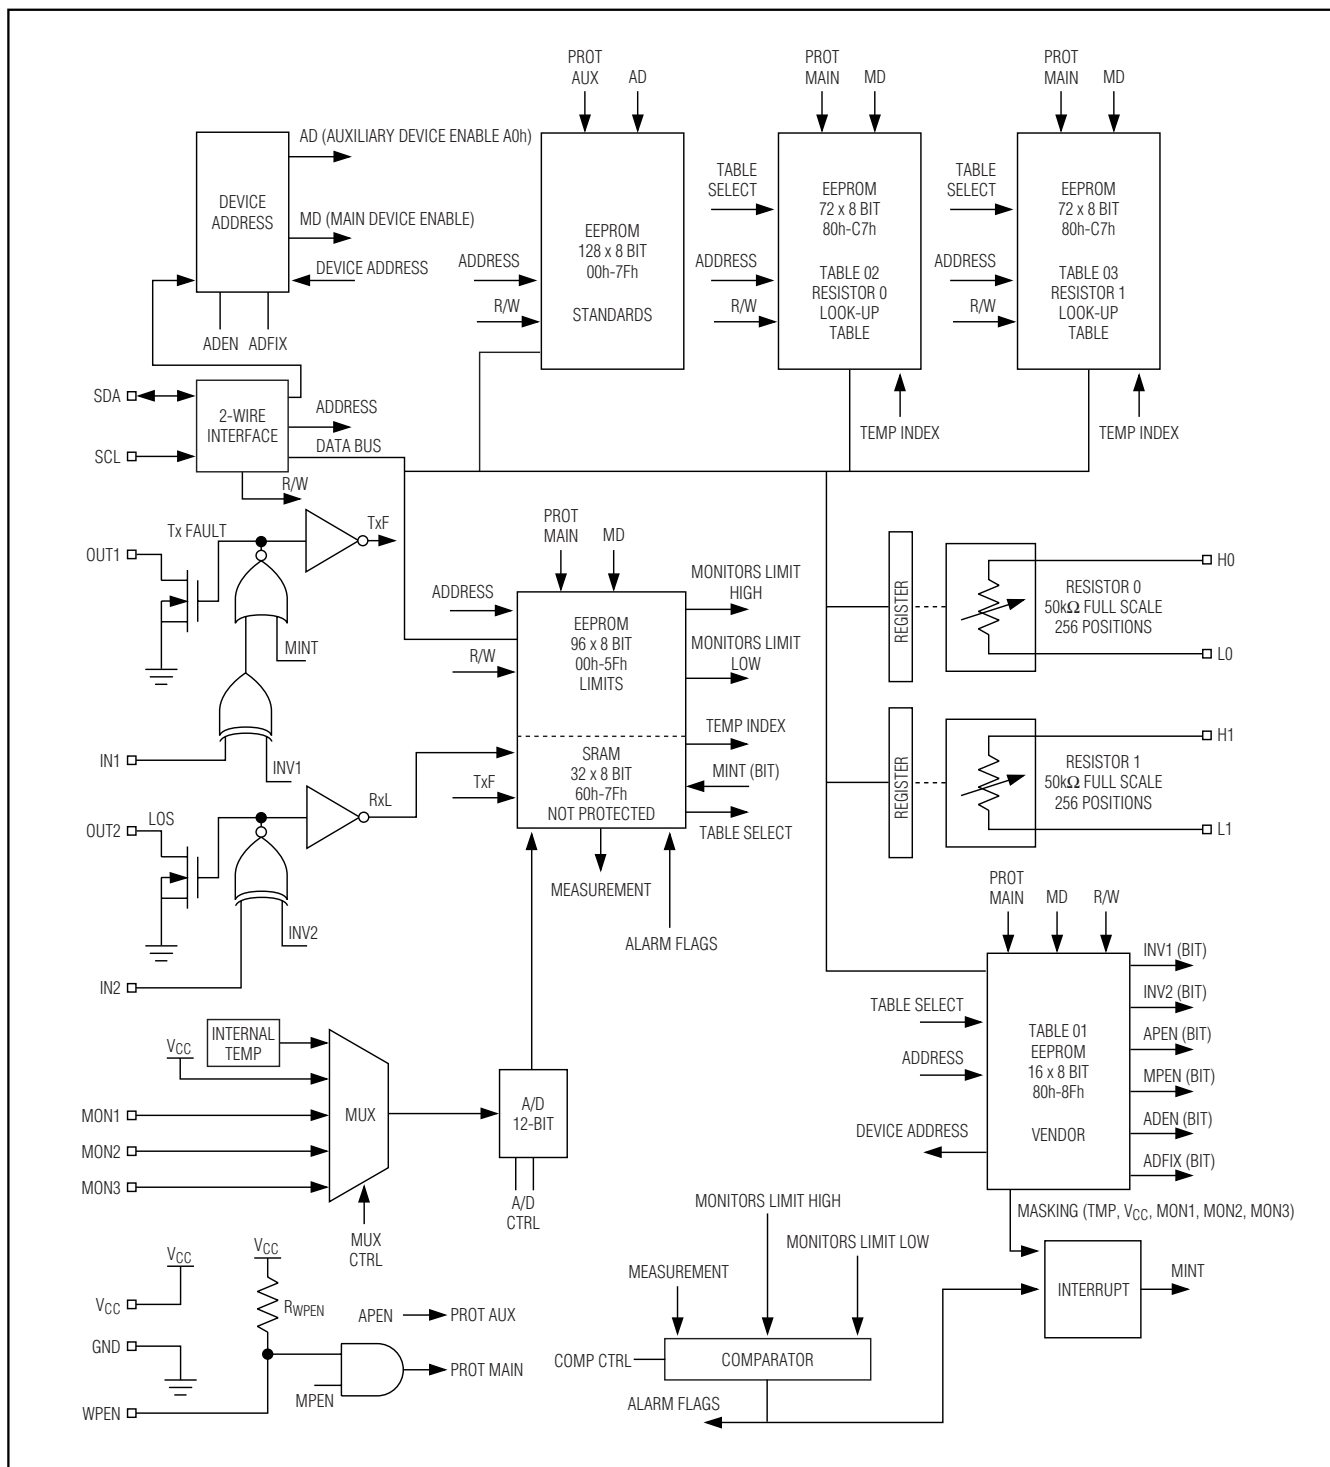 PROT
AUX
AD
PROT
MAIN
MD
PROT
MAIN
MD
AD (AUXILIARY DEVICE ENABLE A0h)
DEVICE
ADDRESS
MD (MAIN DEVICE ENABLE)
DEVICE ADDRESS
ADEN
ADFIX
ADDRESS
R/W
EEPROM
128 x 8 BIT
00h-7Fh
STANDARDS
TABLE
SELECT
ADDRESS
R/W
EEPROM
72 x 8 BIT
80h-C7h
TABLE 02
RESISTOR 0
LOOK-UP
TABLE
TEMP INDEX
TABLE
SELECT
ADDRESS
R/W
EEPROM
72 x 8 BIT
80h-C7h
TABLE 03
RESISTOR 1
LOOK-UP
TABLE
TEMP INDEX
SDA
SCL
2-WIRE
INTERFACE
ADDRESS
DATA BUS
R/W
Tx FAULT
TxF
OUT1
MINT
IN1
INV1
RxL
LOS
OUT2
INV2
IN2
PROT
MAIN
MD
ADDRESS
R/W
EEPROM
96 x 8 BIT
00h-5Fh
LIMITS
SRAM
32 x 8 BIT
60h-7Fh
NOT PROTECTED
TxF
MONITORS LIMIT
HIGH
MONITORS LIMIT
LOW
TEMP INDEX
MINT (BIT)
TABLE SELECT
MEASUREMENT
ALARM FLAGS
REGISTER
RESISTOR 0
50kΩ FULL SCALE
256 POSITIONS
H0
L0
REGISTER
RESISTOR 1
50kΩ FULL SCALE
256 POSITIONS
H1
L1
PROT
MAIN
MD
R/W
TABLE SELECT
ADDRESS
DEVICE ADDRESS
TABLE 01
EEPROM
16 x 8 BIT
80h-8Fh
VENDOR
INV1 (BIT)
INV2 (BIT)
APEN (BIT)
MPEN (BIT)
ADEN (BIT)
ADFIX (BIT)
MASKING (TMP, VCC, MON1, MON2, MON3)
INTERNAL
TEMP
VCC
MON1
MON2
MON3
MUX
MUX
CTRL
A/D
12-BIT
A/D
CTRL
VCC
VCC
GND
WPEN
VCC
RWPEN
APEN
PROT AUX
MPEN
PROT MAIN
MONITORS LIMIT HIGH
MONITORS LIMIT LOW
MEASUREMENT
COMP CTRL
COMPARATOR
ALARM FLAGS
INTERRUPT
MINT